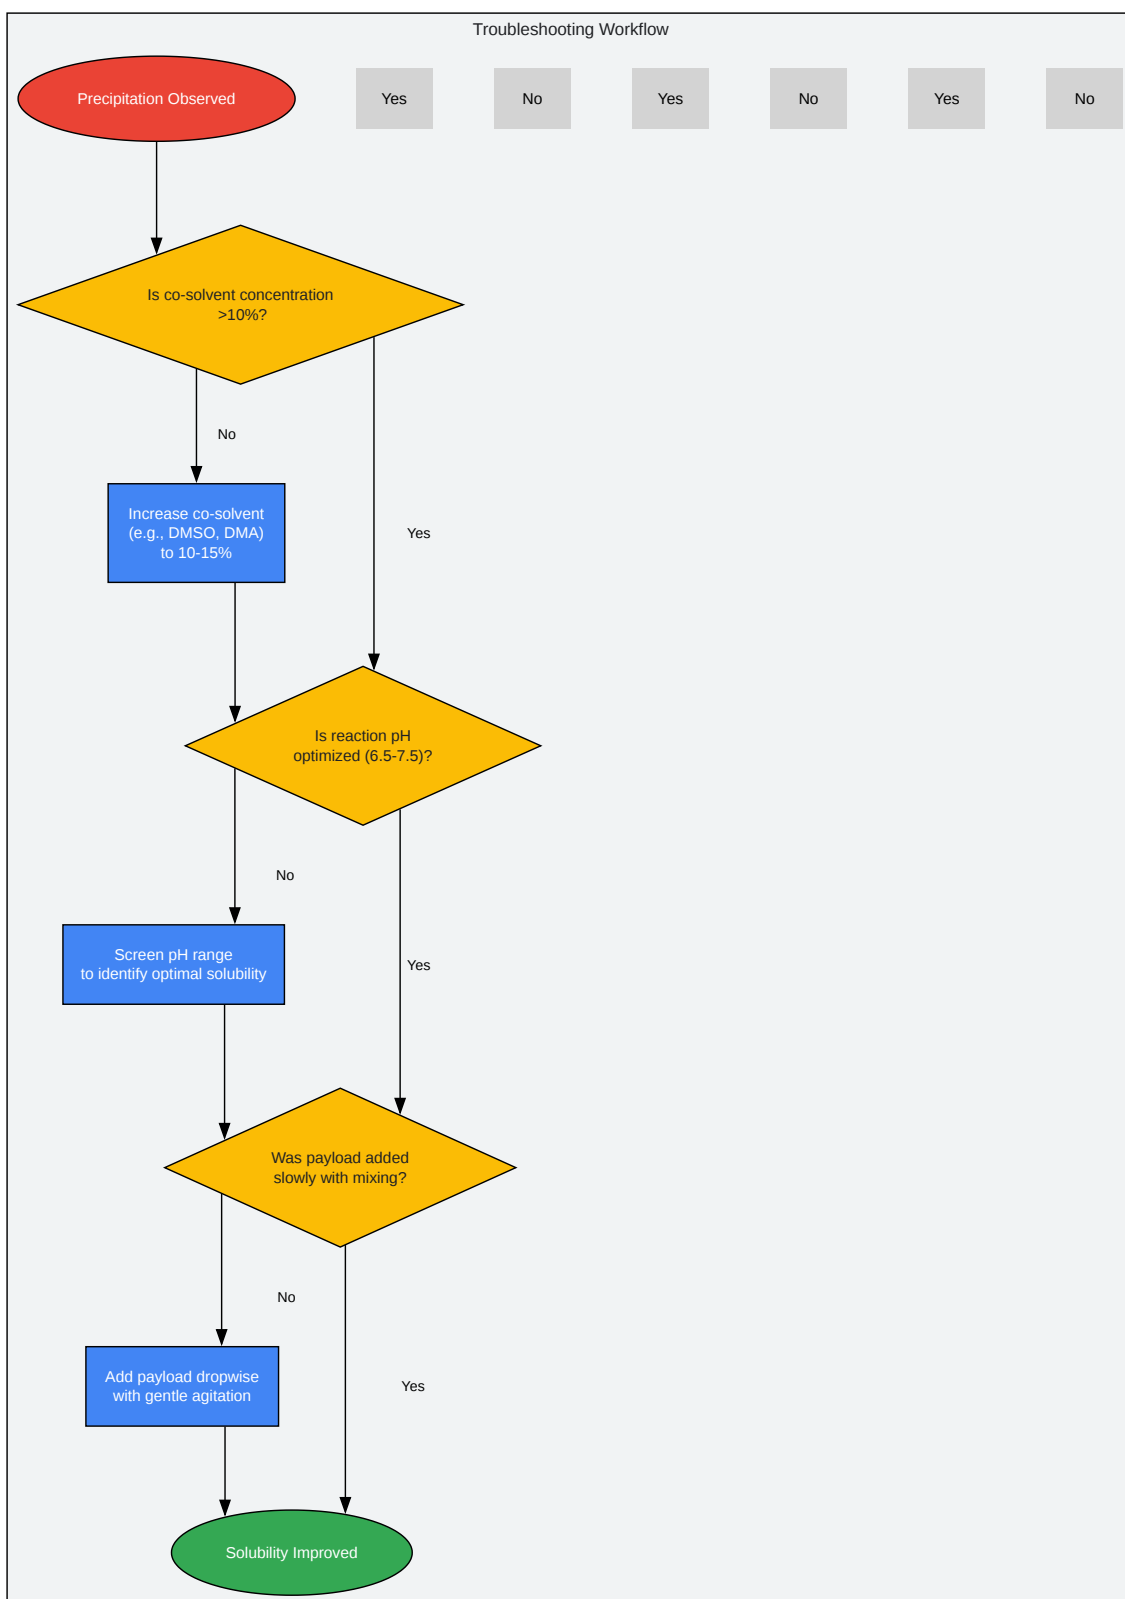 Troubleshooting Workflow
Precipitation Observed
Yes
No
Yes
No
Yes
No
Is co-solvent concentration
>10%?
No
Increase co-solvent
(e.g., DMSO, DMA)
to 10-15%
Yes
Is reaction pH
optimized (6.5-7.5)?
No
Screen pH range
to identify optimal solubility
Yes
Was payload added
slowly with mixing?
No
Add payload dropwise
with gentle agitation
Yes
Solubility Improved